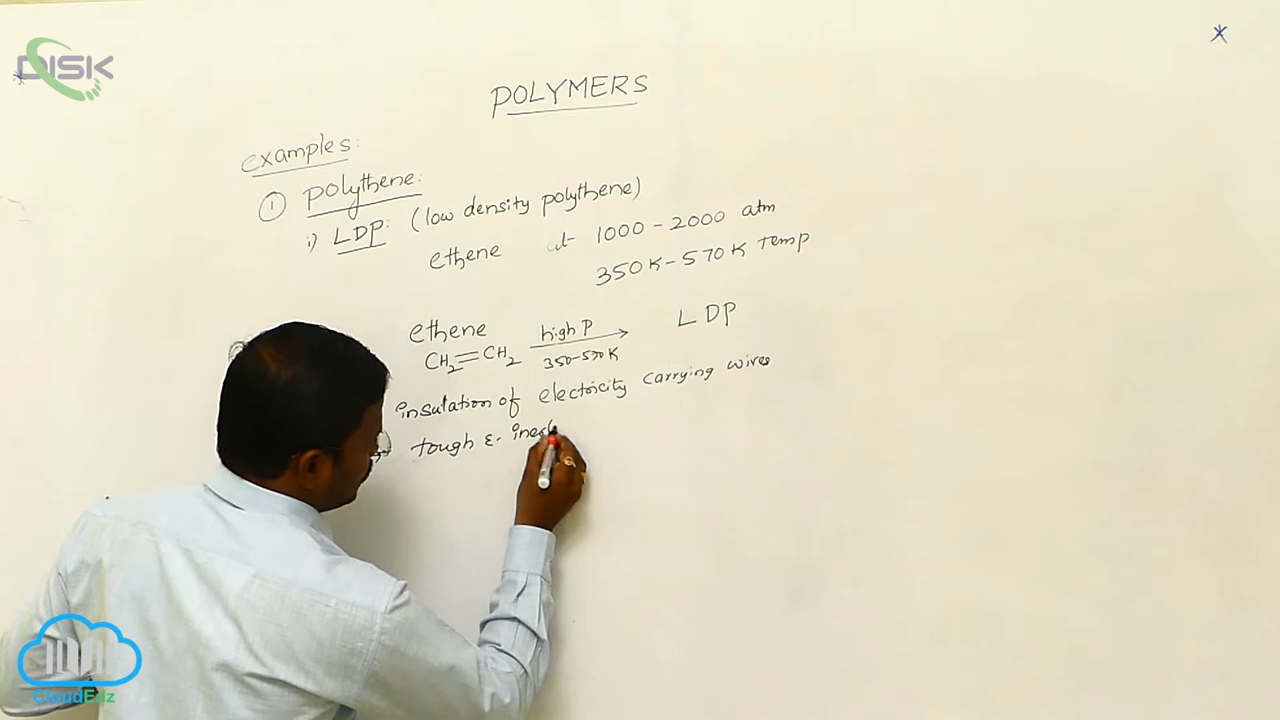 DISK
POLYMERS
examples:
① polythene:
i) LDP: (low density polythene)
ethene at 1000 - 2000 atm
350K - 570K Temp
ethene high P LDP
CH2=CH2 350-570K
insulation of electricity carrying wires
tough &
CloudEdz